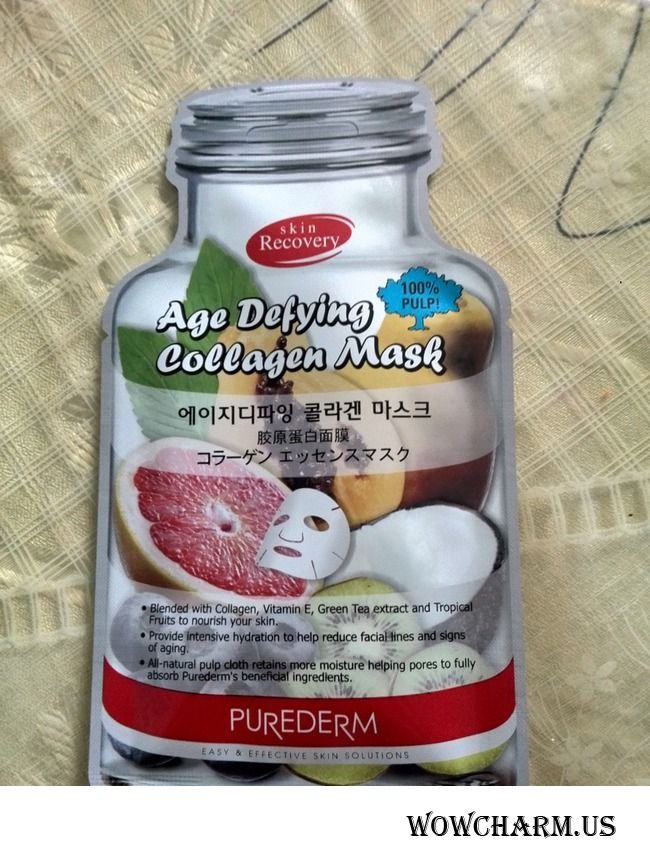 skin
Recovery
100%
PULP!
Age Defying
Collagen Mask
에이지디파잉 콜라겐 마스크
胶原蛋白面膜
コラーゲン エッセンスマスク
• Blended with Collagen, Vitamin E, Green Tea extract and Tropical
Fruits to nourish your skin.
• Provide intensive hydration to help reduce facial lines and signs
of aging.
• All-natural pulp cloth retains more moisture helping pores to fully
absorb Purederm's beneficial ingredients.
PUREDERM
EASY & EFFECTIVE SKIN SOLUTIONS
WOWCHARM.US